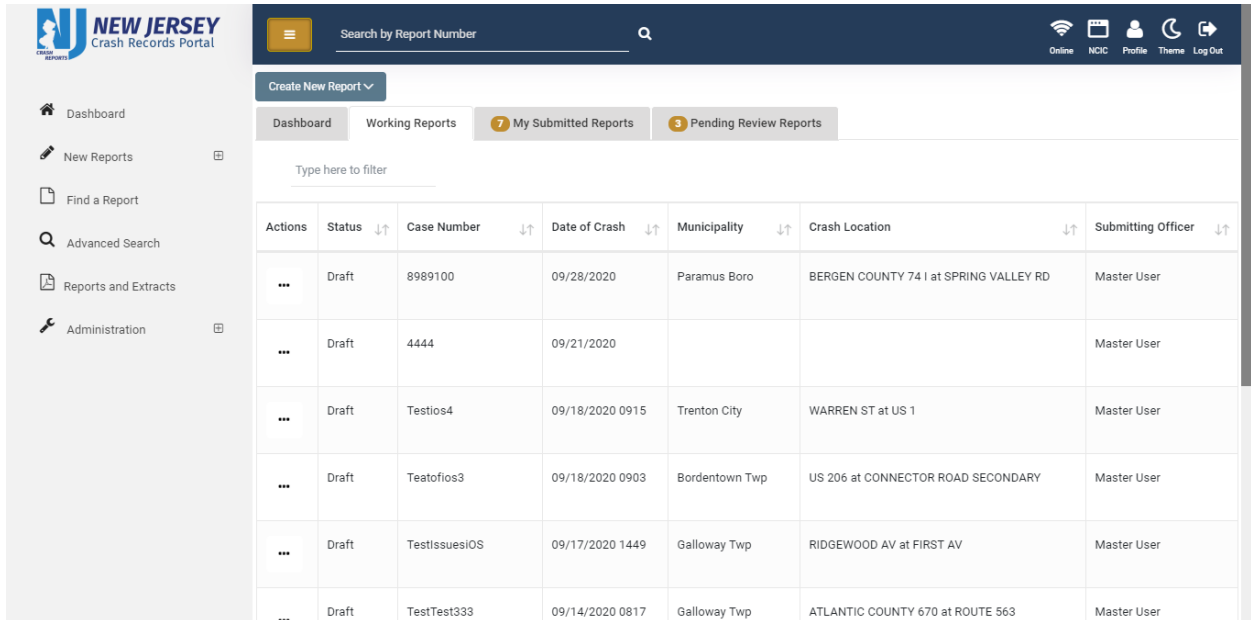 NJ
CRASH
REPORTS
NEW JERSEY
Crash Records Portal
Search by Report Number
Online NCIC Profile Theme Log Out
Dashboard
New Reports
Find a Report
Advanced Search
Reports and Extracts
Administration
Create New Report
Dashboard Working Reports 7 My Submitted Reports 3 Pending Review Reports
Type here to filter
Actions Status Case Number Date of Crash Municipality Crash Location Submitting Officer
... Draft 8989100 09/28/2020 Paramus Boro BERGEN COUNTY 74 I at SPRING VALLEY RD Master User
... Draft 4444 09/21/2020 Master User
... Draft Testios4 09/18/2020 0915 Trenton City WARREN ST at US 1 Master User
... Draft Teatofios3 09/18/2020 0903 Bordentown Twp US 206 at CONNECTOR ROAD SECONDARY Master User
... Draft TestIssuesiOS 09/17/2020 1449 Galloway Twp RIDGEWOOD AV at FIRST AV Master User
... Draft TestTest333 09/14/2020 0817 Galloway Twp ATLANTIC COUNTY 670 at ROUTE 563 Master User